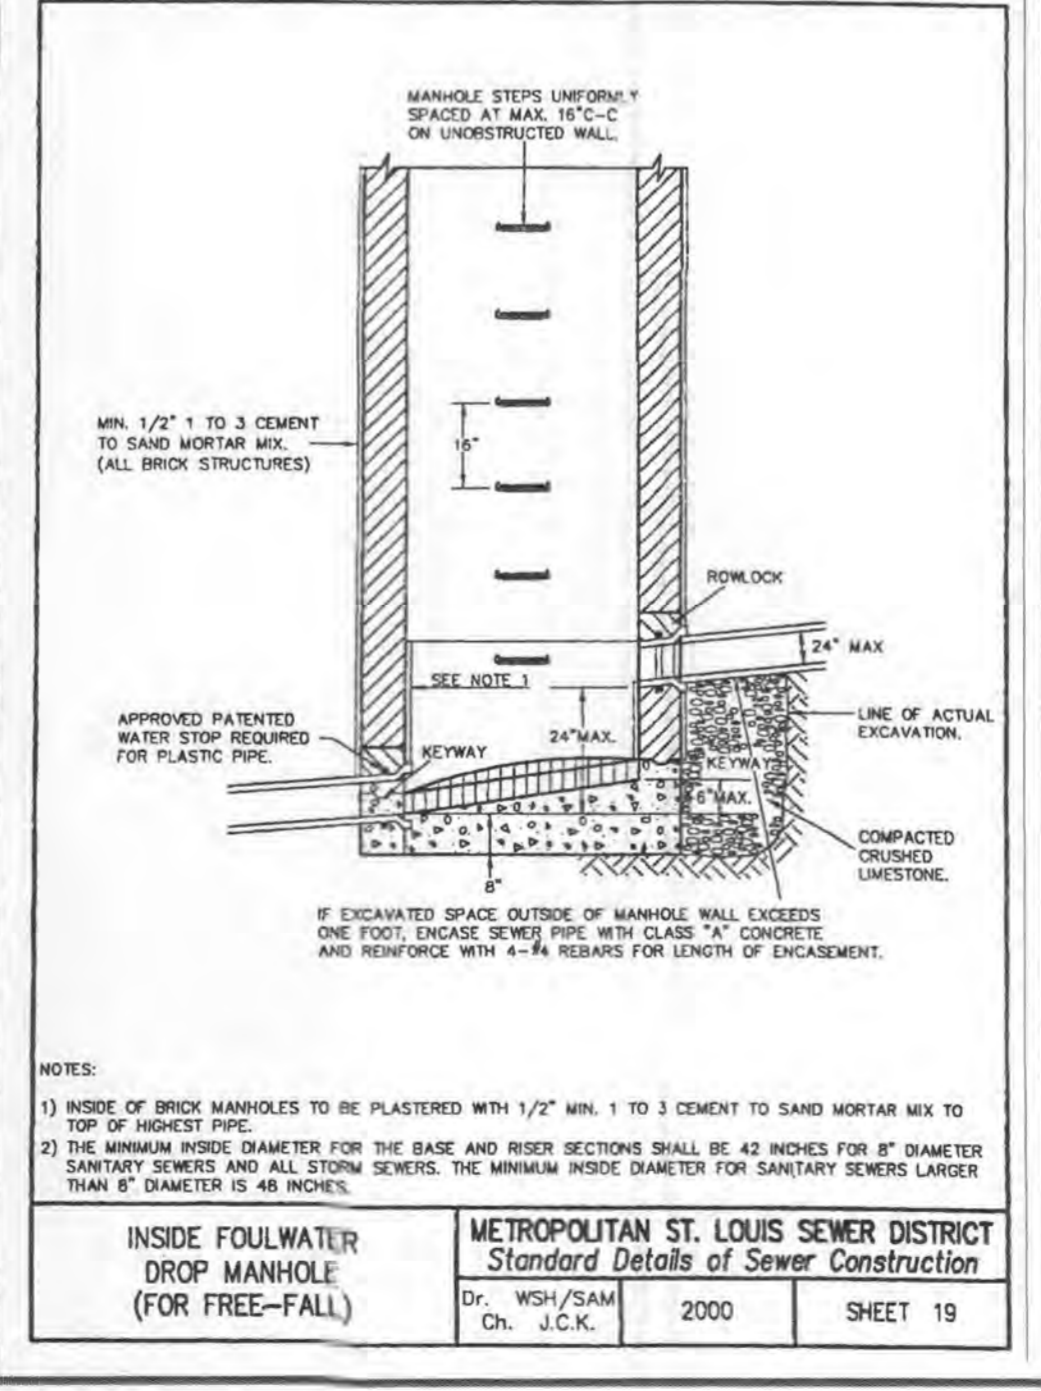 MANHOLE STEPS UNIFORMLY
SPACED AT MAX. 16"C-C
ON UNOBSTRUCTED WALL.
MIN. 1/2" 1 TO 3 CEMENT
TO SAND MORTAR MIX.
(ALL BRICK STRUCTURES)
16"
ROWLOCK
24" MAX
SEE NOTE 1
APPROVED PATENTED
WATER STOP REQUIRED
FOR PLASTIC PIPE.
KEYWAY
24"MAX.
LINE OF ACTUAL
EXCAVATION.
KEYWAY
6"MAX.
COMPACTED
CRUSHED
LIMESTONE.
8"
IF EXCAVATED SPACE OUTSIDE OF MANHOLE WALL EXCEEDS
ONE FOOT, ENCASE SEWER PIPE WITH CLASS "A" CONCRETE
AND REINFORCE WITH 4-#4 REBARS FOR LENGTH OF ENCASEMENT.
NOTES:
1) INSIDE OF BRICK MANHOLES TO BE PLASTERED WITH 1/2" MIN. 1 TO 3 CEMENT TO SAND MORTAR MIX TO
TOP OF HIGHEST PIPE.
2) THE MINIMUM INSIDE DIAMETER FOR THE BASE AND RISER SECTIONS SHALL BE 42 INCHES FOR 8" DIAMETER
SANITARY SEWERS AND ALL STORM SEWERS. THE MINIMUM INSIDE DIAMETER FOR SANITARY SEWERS LARGER
THAN 8" DIAMETER IS 48 INCHES.
INSIDE FOULWATER
DROP MANHOLE
(FOR FREE-FALL)
METROPOLITAN ST. LOUIS SEWER DISTRICT
Standard Details of Sewer Construction
Dr. WSH/SAM
Ch. J.C.K.
2000
SHEET 19